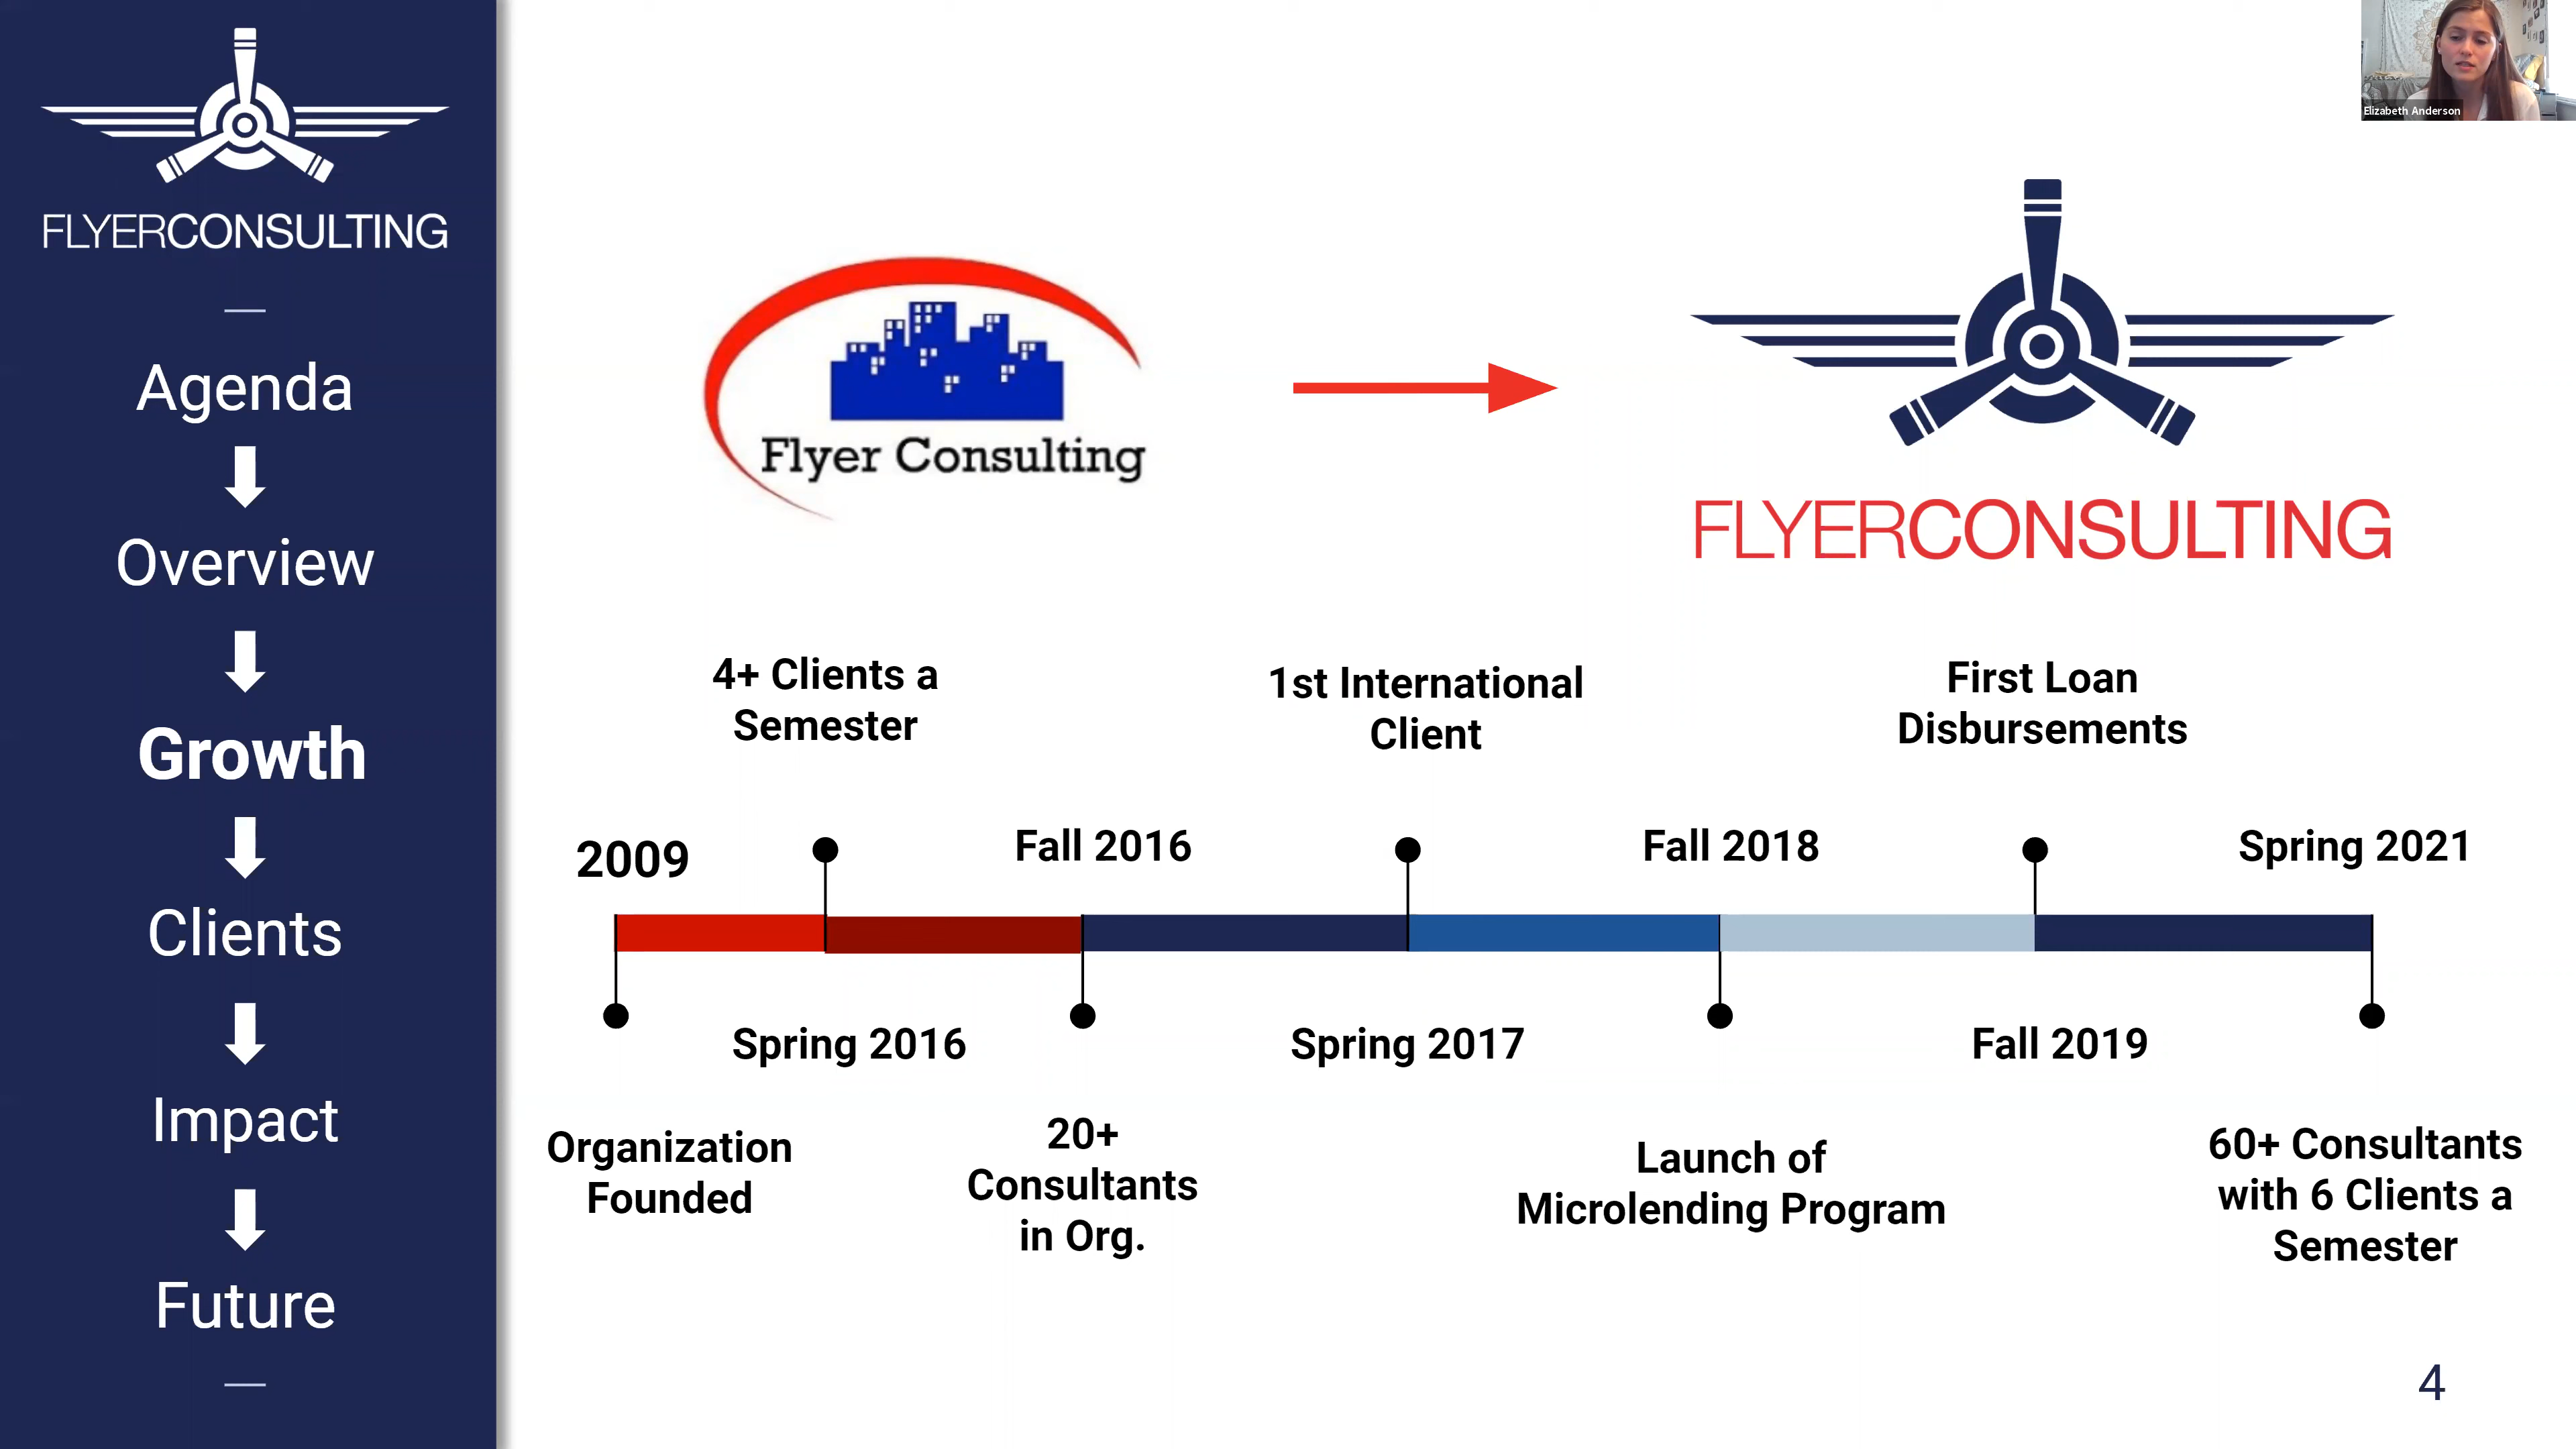 FLYERCONSULTING
Agenda
Overview
Growth
Clients
Impact
Future
Elizabeth Anderson
Flyer Consulting
FLYERCONSULTING
4+ Clients a
Semester
1st International
Client
First Loan
Disbursements
2009
Fall 2016
Fall 2018
Spring 2021
Spring 2016
Spring 2017
Fall 2019
Organization
Founded
20+
Consultants
in Org.
Launch of
Microlending Program
60+ Consultants
with 6 Clients a
Semester
4